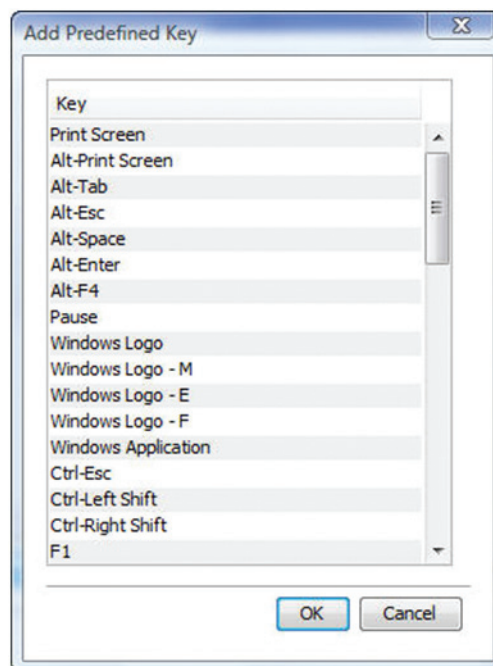 Add Predefined Key
Key
Print Screen
Alt-Print Screen
Alt-Tab
Alt-Esc
Alt-Space
Alt-Enter
Alt-F4
Pause
Windows Logo
Windows Logo - M
Windows Logo - E
Windows Logo - F
Windows Application
Ctrl-Esc
Ctrl-Left Shift
Ctrl-Right Shift
F1
OK Cancel